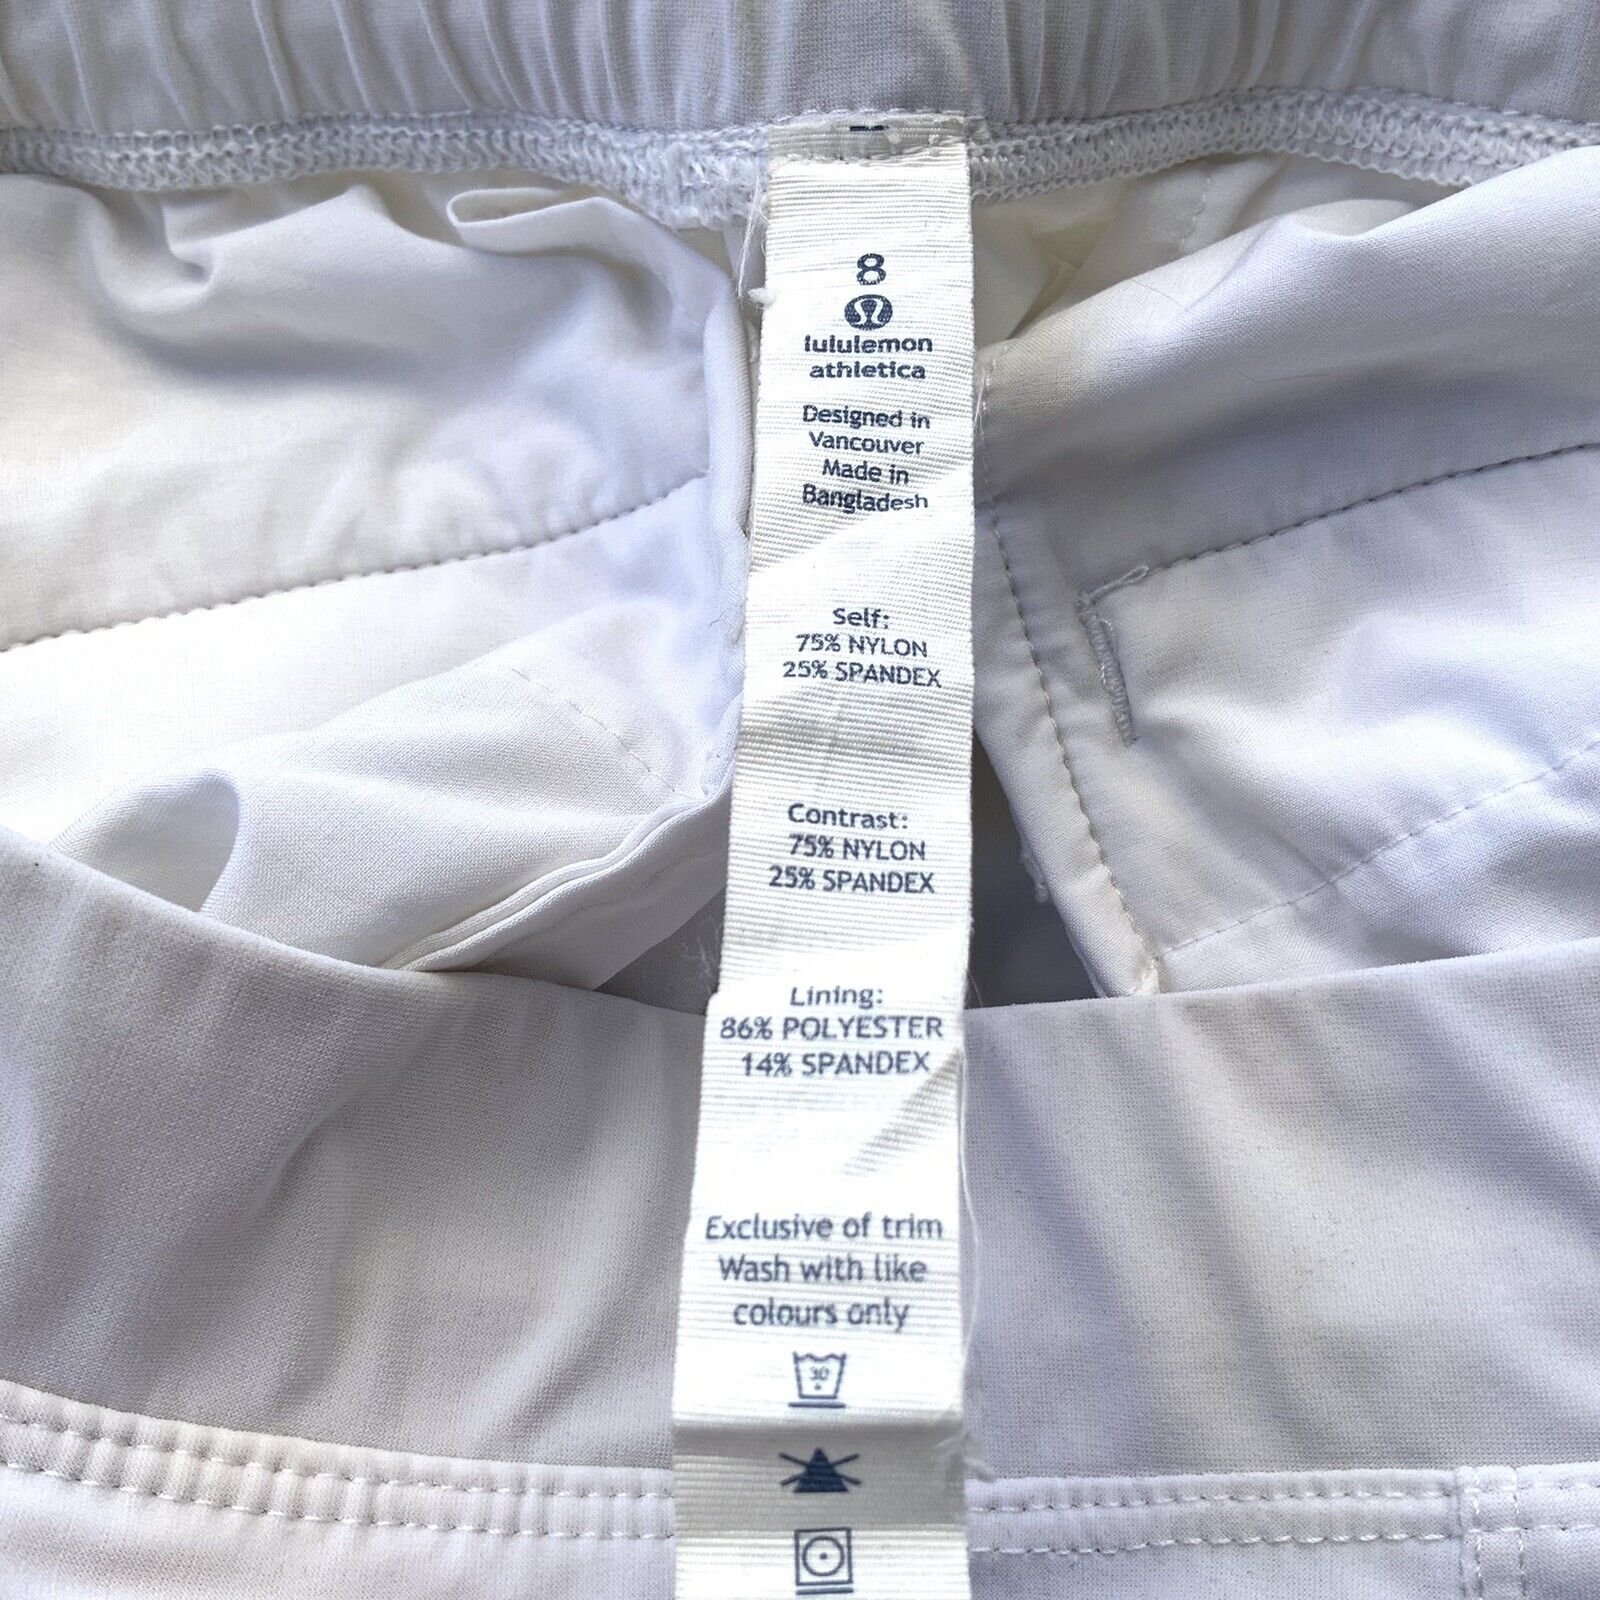 8
lululemon
athletica
Designed in
Vancouver
Made in
Bangladesh
Self:
75% NYLON
25% SPANDEX
Contrast:
75% NYLON
25% SPANDEX
Lining:
86% POLYESTER
14% SPANDEX
Exclusive of trim
Wash with like
colours only
30